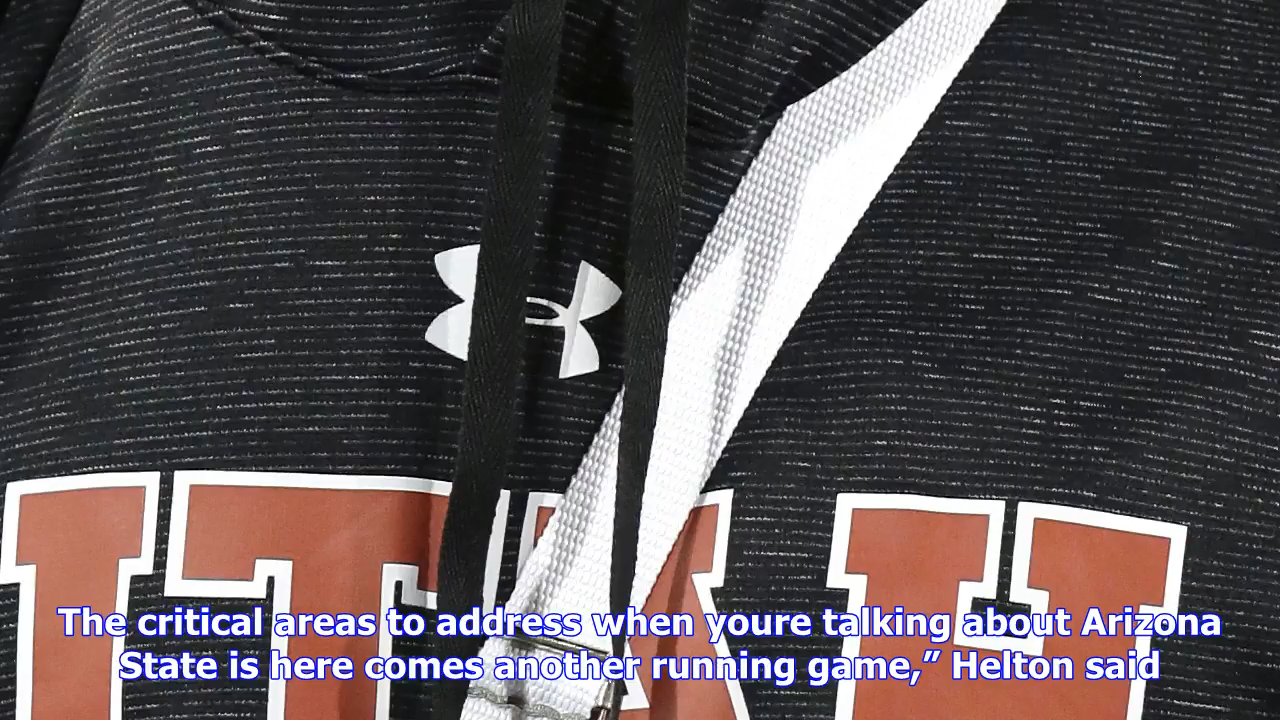 UTAH
The critical areas to address when youre talking about Arizona
State is here comes another running game,” Helton said